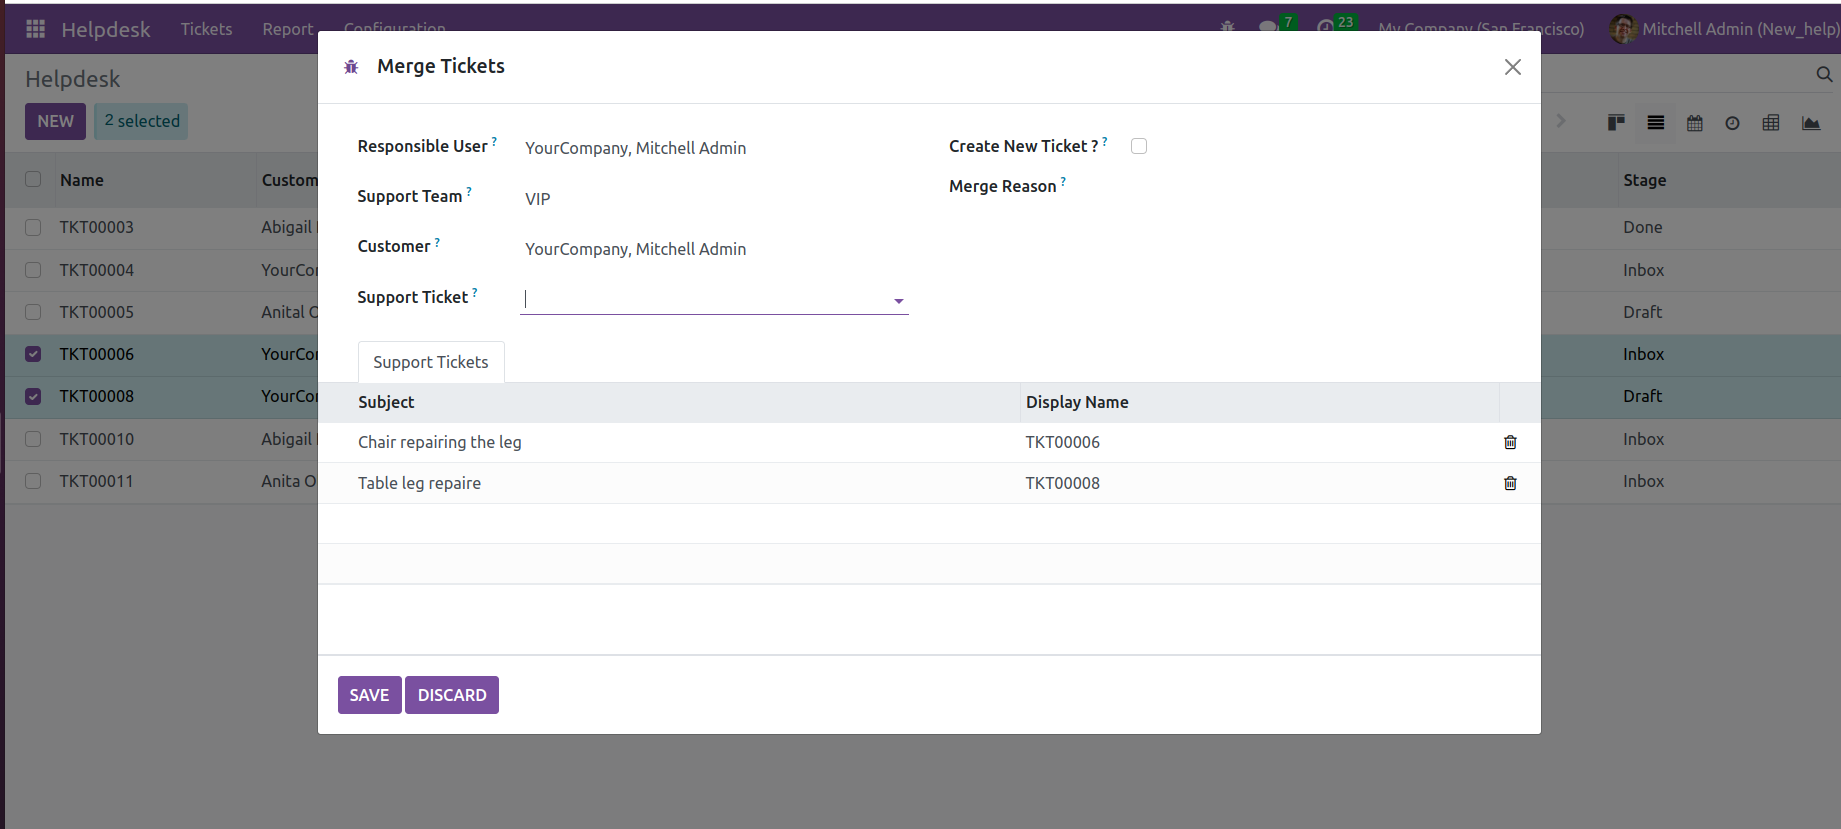 Helpdesk Tickets Report Configuration 7 23 My Company (San Francisco) Mitchell Admin (New_help)
Merge Tickets
Helpdesk
NEW 2 selected
Responsible User ? YourCompany, Mitchell Admin Create New Ticket ? ?
Support Team ? VIP Merge Reason ?
Customer ? YourCompany, Mitchell Admin
Support Ticket ?
Support Tickets
Subject Display Name
Chair repairing the leg TKT00006
Table leg repaire TKT00008
SAVE DISCARD
Name Custom Stage
TKT00003 Abigail Done
TKT00004 YourCo Inbox
TKT00005 Anital O Draft
TKT00006 YourCo Inbox
TKT00008 YourCo Draft
TKT00010 Abigail Inbox
TKT00011 Anita O Inbox